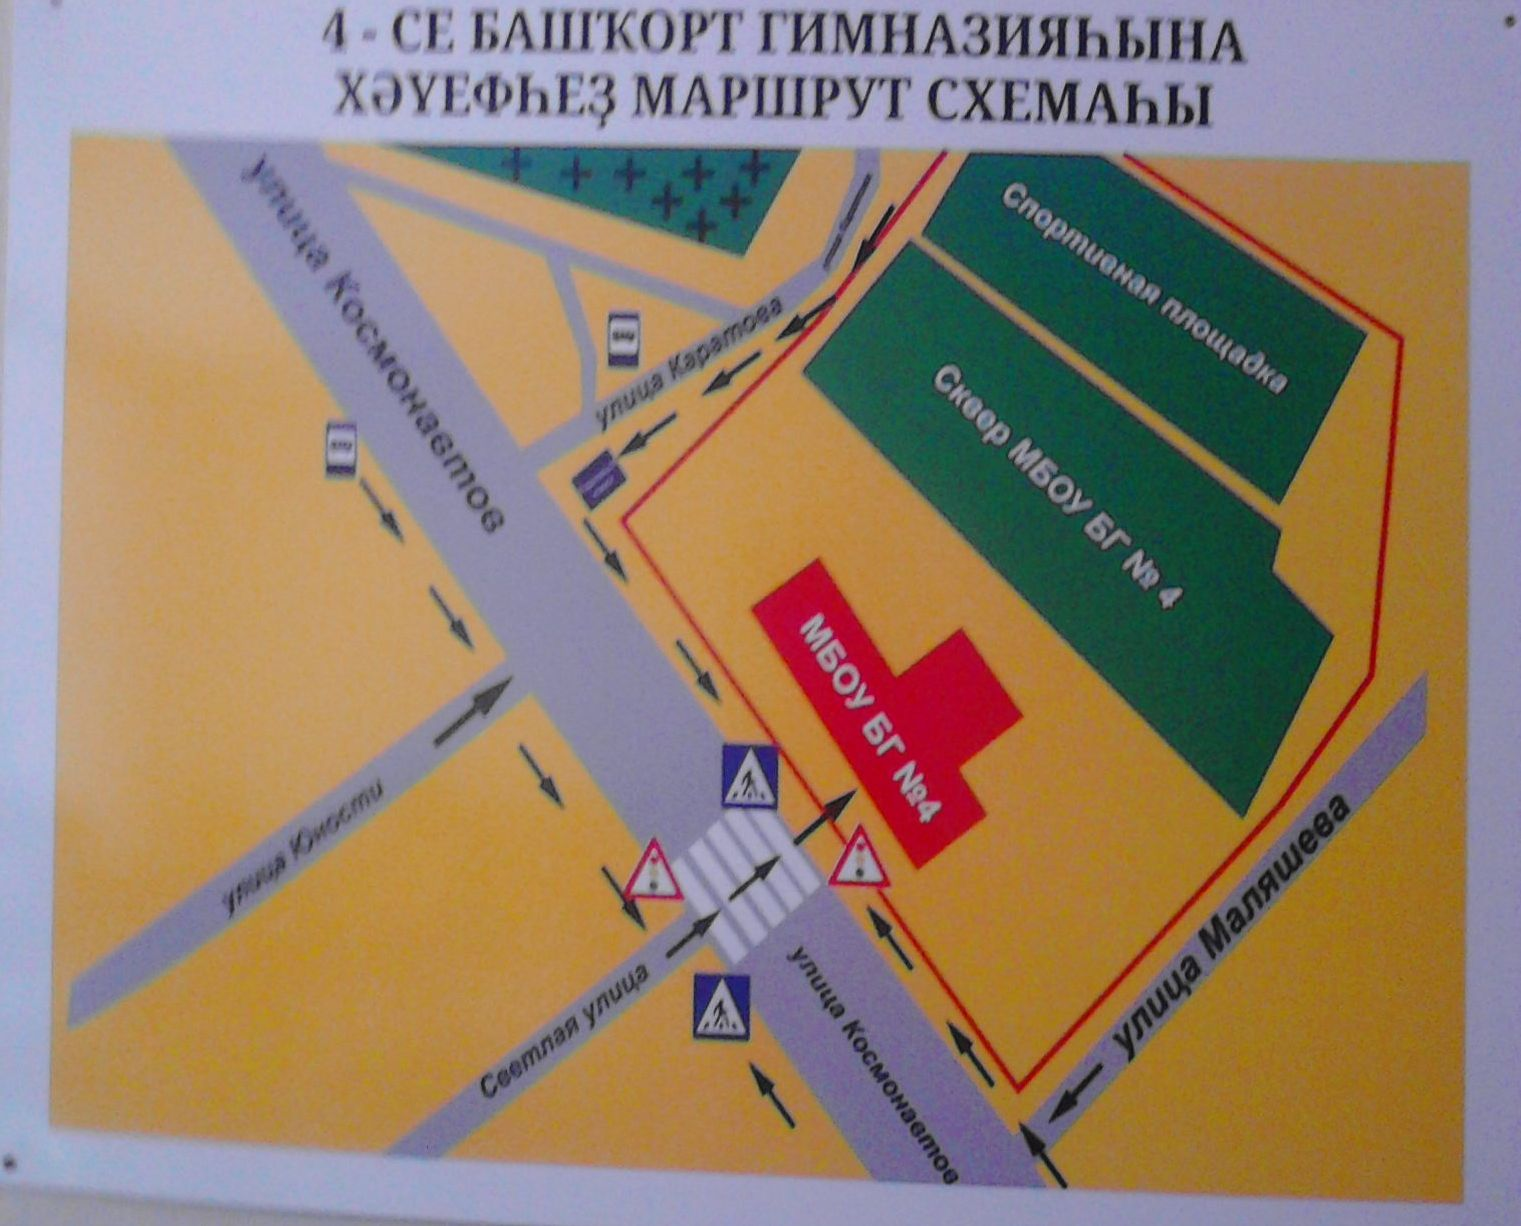 4 - СЕ БАШҠОРТ ГИМНАЗИЯҺЫНА
ХӘҮЕФҺЕҘ МАРШРУТ СХЕМАҺЫ
улица Космонавтов
Спортивная площадка
улица Каратова
Сквер МБОУ БГ № 4
МБОУ БГ №4
улица Юности
улица Маляшева
Светлая улица
улица Космонавтов